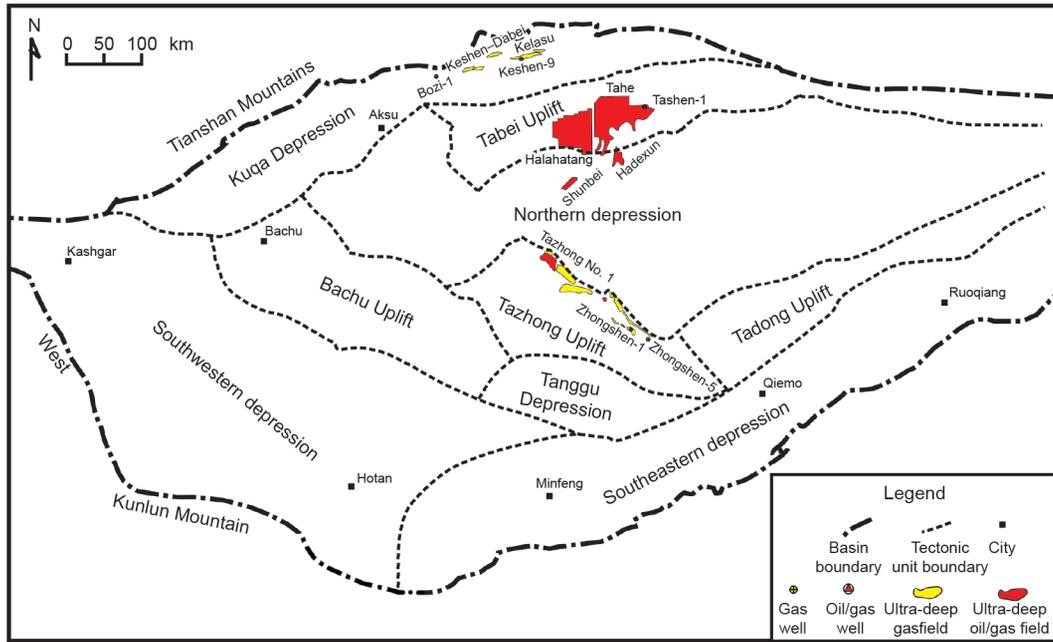 N
0 50 100 km
Tianshan Mountains
Kuqa Depression
Aksu
Bozi-1
Keshen–Dabei
Kelasu
Keshen-9
Tabei Uplift
Tahe
Tashen-1
Halahatang
Hadexun
Shunbei
Northern depression
Kashgar
Bachu
Bachu Uplift
Tazhong No. 1
Tazhong Uplift
Zhongshen-1
Zhongshen-5
Tadong Uplift
Ruoqiang
West
Southwestern depression
Tanggu
Depression
Qiemo
Southeastern depression
Hotan
Minfeng
Kunlun Mountain
Legend
Basin
boundary
Tectonic
unit boundary
City
Gas
well
Oil/gas
well
Ultra-deep
gasfield
Ultra-deep
oil/gas field